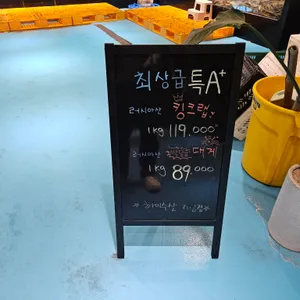 최상급 특A+
러시아산 킹크랩
1kg 119.000
러시아산 대게
1kg 89.000